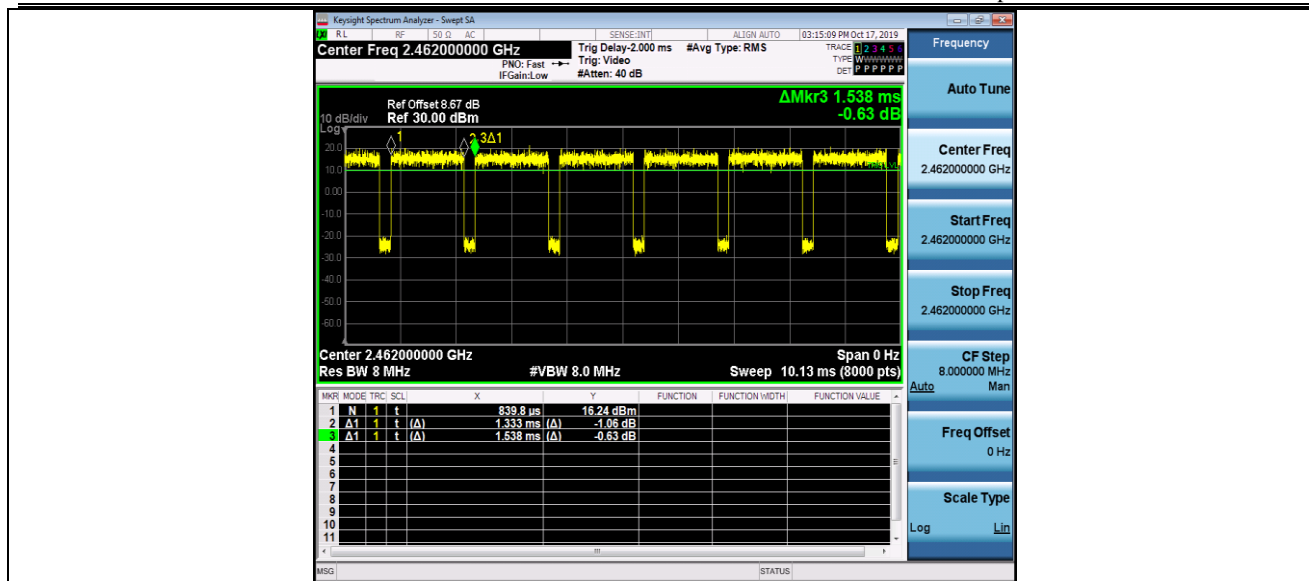 Keysight Spectrum Analyzer - Swept SA
RL RF 50 Ω AC SENSE:INT ALIGN AUTO 03:15:09 PM Oct 17, 2019
Center Freq 2.462000000 GHz
Trig Delay-2.000 ms #Avg Type: RMS
TRACE 1 2 3 4 5 6
PNO: Fast Trig: Video
TYPE WWWWWW
IFGain:Low #Atten: 40 dB
DET P P P P P P
ΔMkr3 1.538 ms
-0.63 dB
Ref Offset 8.67 dB
10 dB/div Ref 30.00 dBm
Log
1 2 3Δ1
20.0
10.0
0.00
-10.0
-20.0
-30.0
-40.0
-50.0
-60.0
Center 2.462000000 GHz Span 0 Hz
Res BW 8 MHz #VBW 8.0 MHz Sweep 10.13 ms (8000 pts)
MKR MODE TRC SCL X Y FUNCTION FUNCTION WIDTH FUNCTION VALUE
1 N 1 t 839.8 µs 16.24 dBm
2 Δ1 1 t (Δ) 1.333 ms (Δ) -1.06 dB
3 Δ1 1 t (Δ) 1.538 ms (Δ) -0.63 dB
4
5
6
7
8
9
10
11
MSG STATUS
Frequency
Auto Tune
Center Freq
2.462000000 GHz
Start Freq
2.462000000 GHz
Stop Freq
2.462000000 GHz
CF Step
8.000000 MHz
Auto Man
Freq Offset
0 Hz
Scale Type
Log Lin